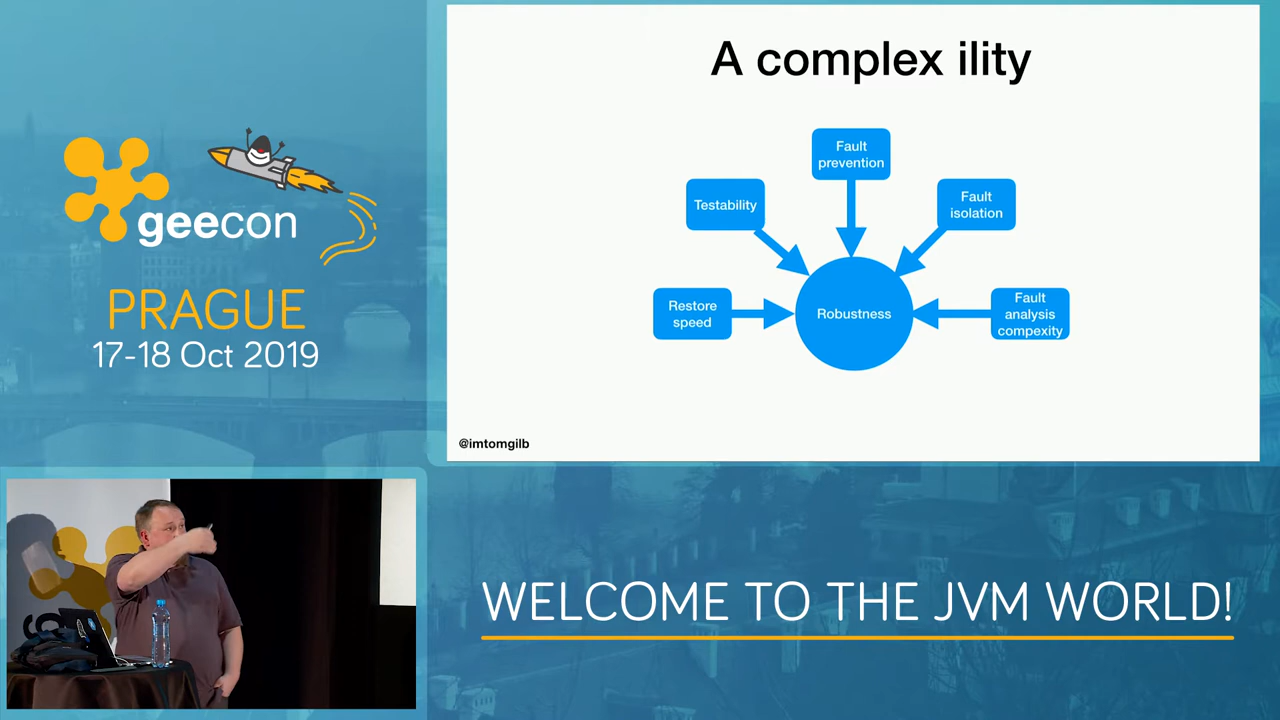 geecon
PRAGUE
17-18 Oct 2019
A complex ility
Fault
prevention
Testability
Fault
isolation
Restore
speed
Robustness
Fault
analysis
compexity
@imtomgilb
WELCOME TO THE JVM WORLD!